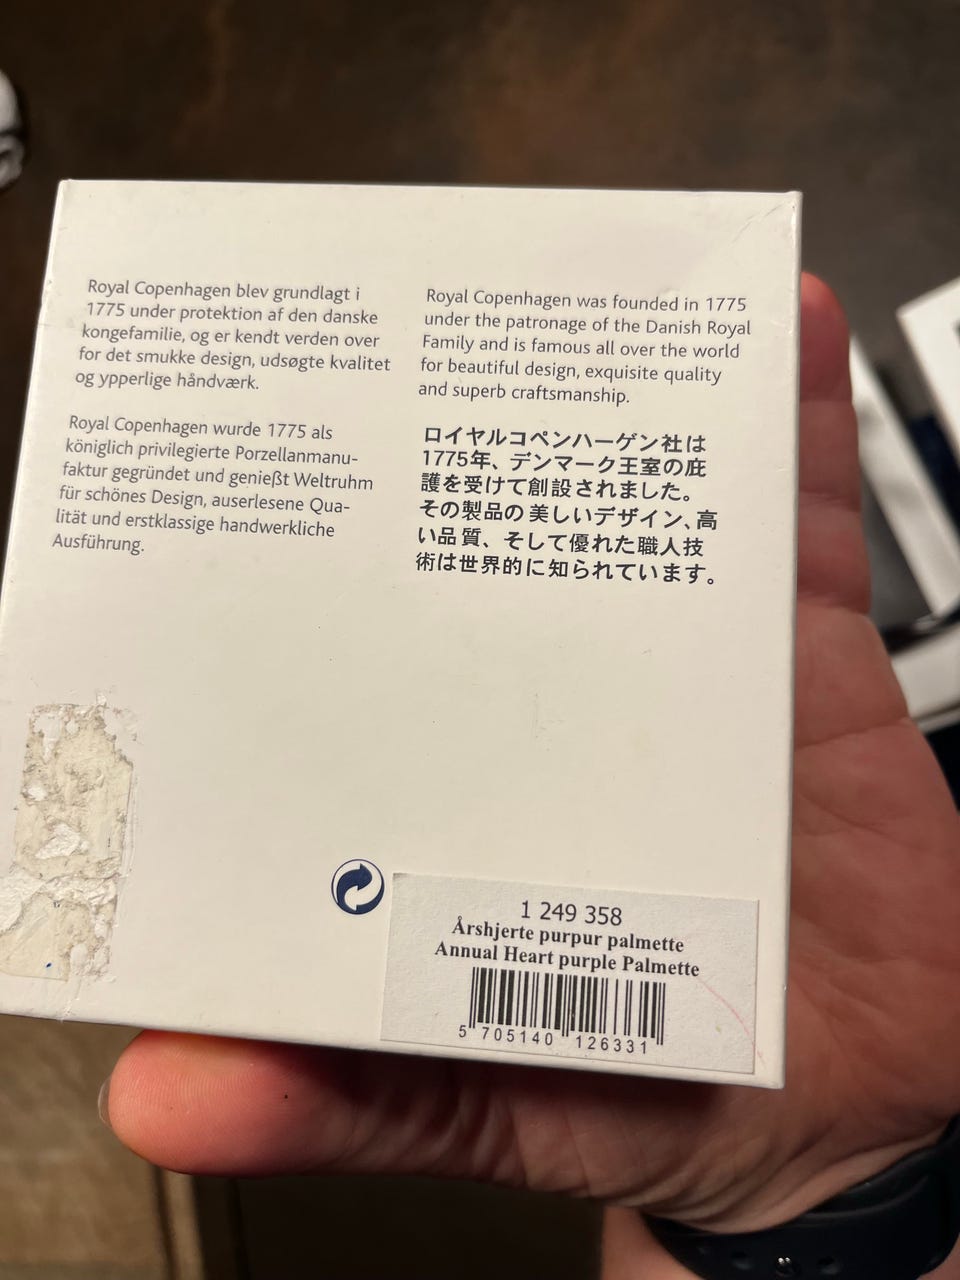 Royal Copenhagen blev grundlagt i
1775 under protektion af den danske
kongefamilie, og er kendt verden over
for det smukke design, udsøgte kvalitet
og ypperlige håndværk.
Royal Copenhagen wurde 1775 als
königlich privilegierte Porzellanmanu-
faktur gegründet und genießt Weltruhm
für schönes Design, auserlesene Qua-
lität und erstklassige handwerkliche
Ausführung.
Royal Copenhagen was founded in 1775
under the patronage of the Danish Royal
Family and is famous all over the world
for beautiful design, exquisite quality
and superb craftsmanship.
ロイヤルコペンハーゲン社は
1775年、デンマーク王室の庇
護を受けて創設されました。
その製品の美しいデザイン、高
い品質、そして優れた職人技
術は世界的に知られています。
1 249 358
Årshjerte purpur palmette
Annual Heart purple Palmette
5 705140 126331